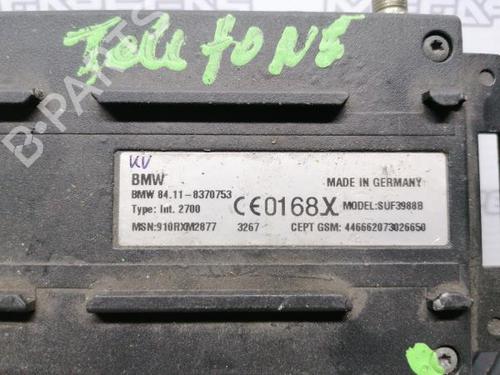 TELEFONE
KV
BMW
BMW 84.11-8370753
MADE IN GERMANY
Type: Int. 2700
CE0168X
MODEL:SUF3988B
MSN:910RXM2877
3267
CEPT GSM: 446662073026650
B-PARTS